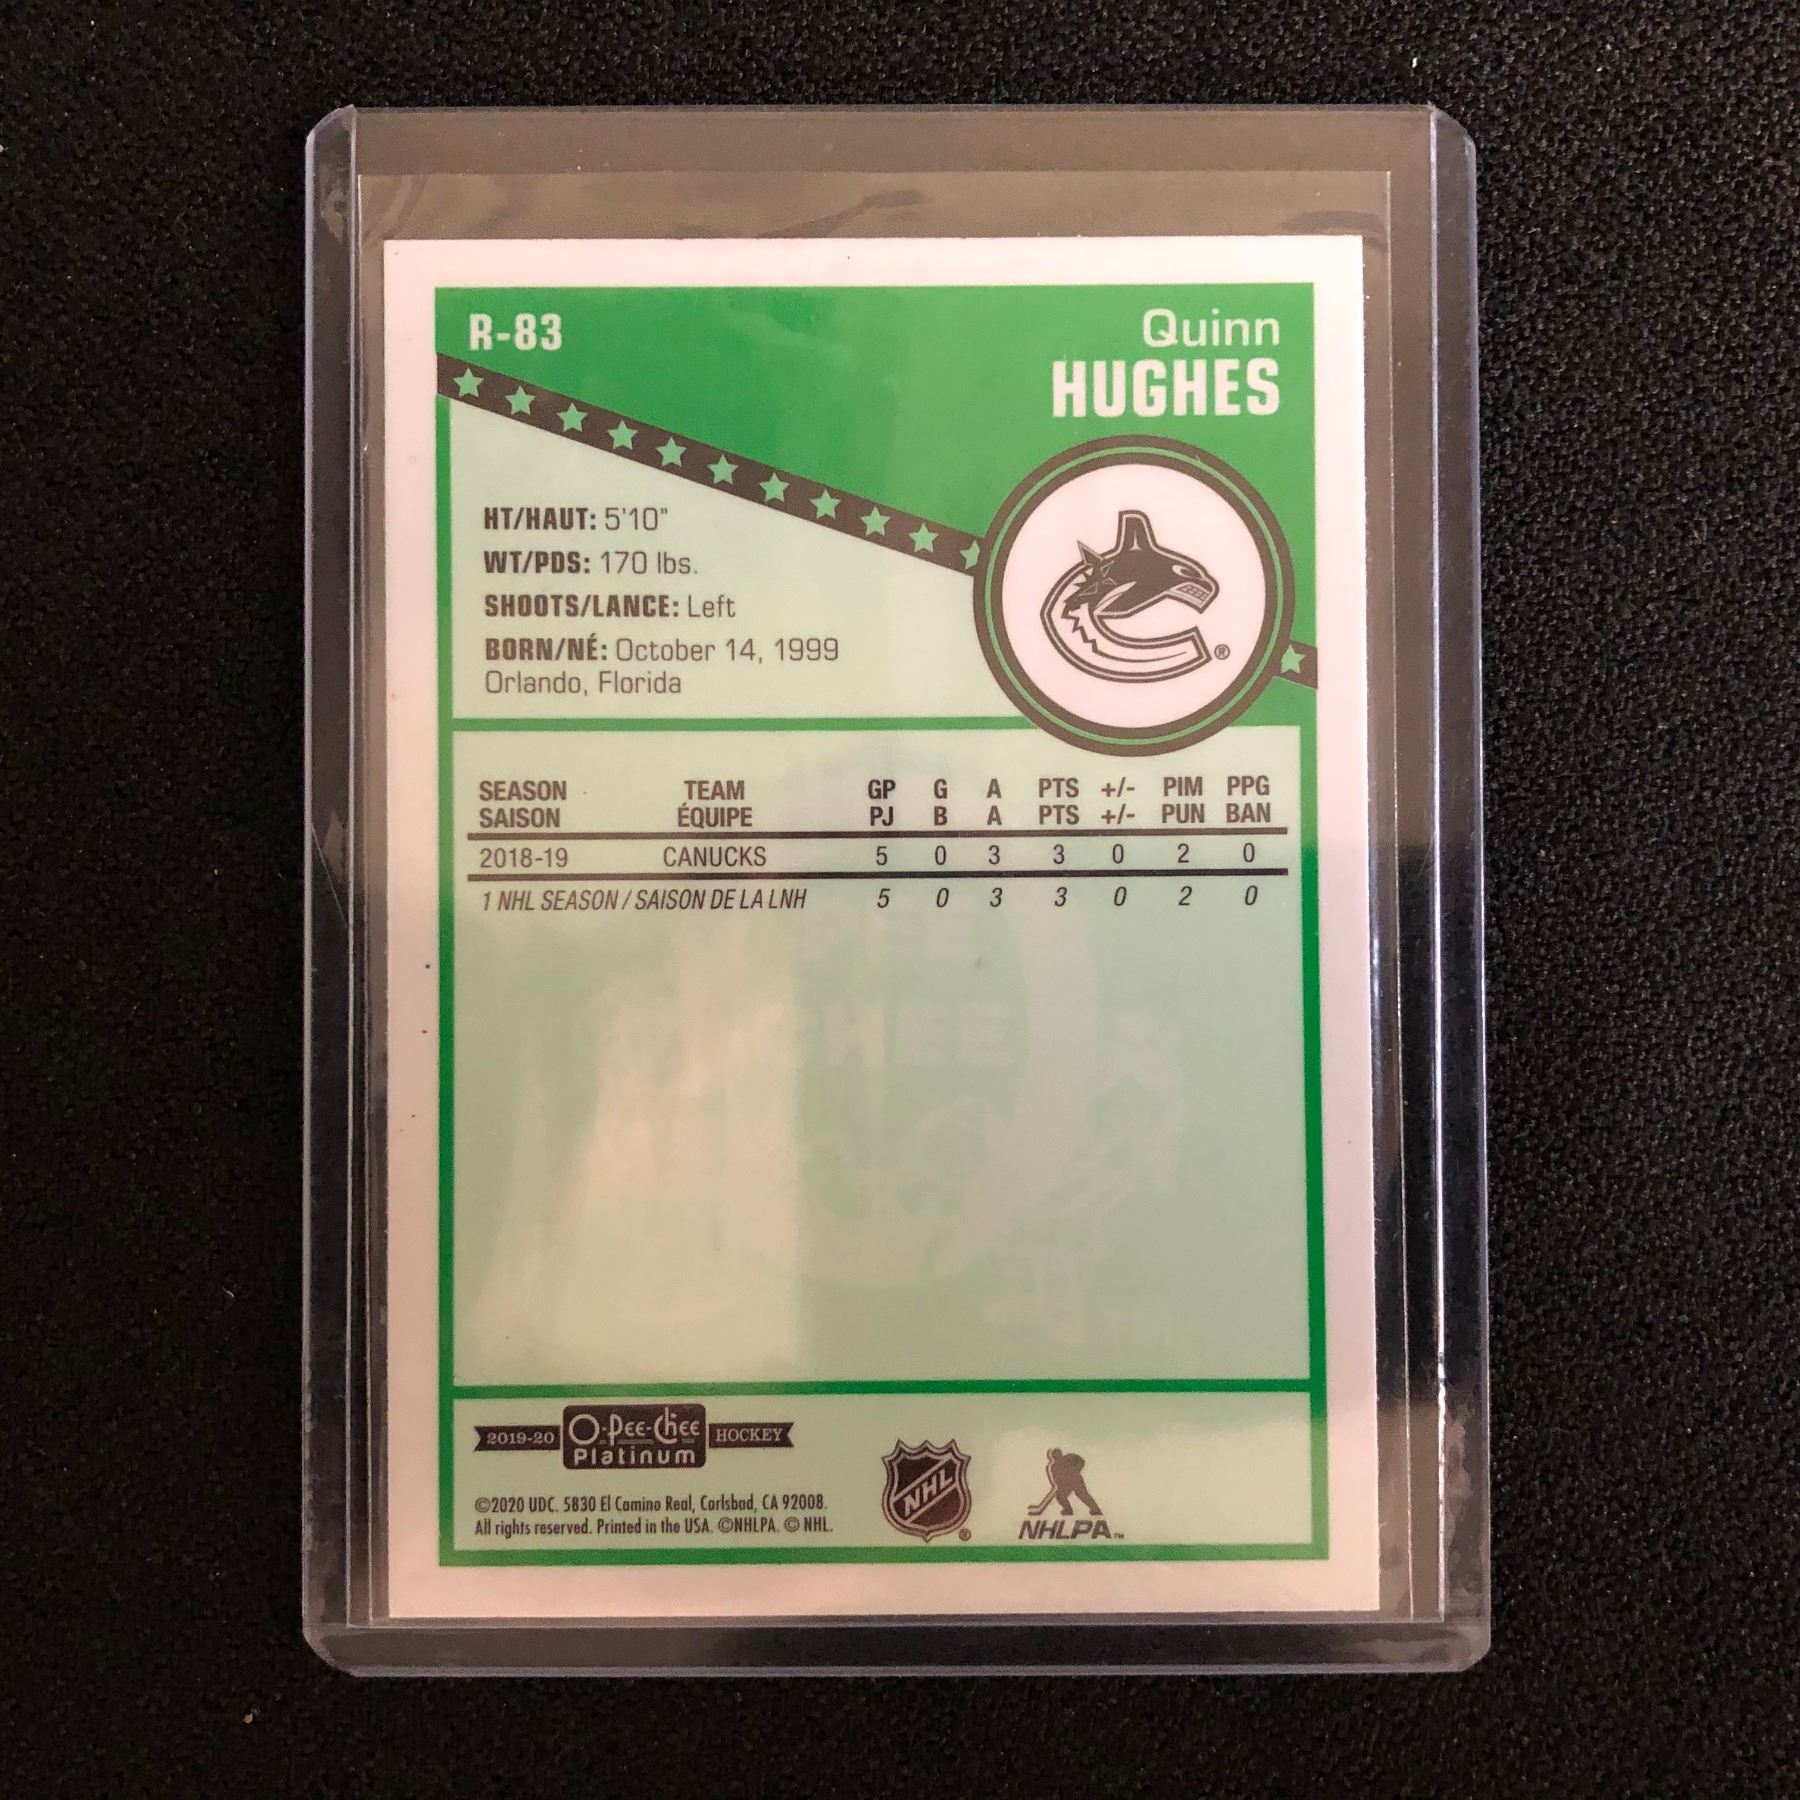 R-83
Quinn
HUGHES
HT/HAUT: 5'10"
WT/PDS: 170 lbs.
SHOOTS/LANCE: Left
BORN/NÉ: October 14, 1999
Orlando, Florida
®
SEASON TEAM GP G A PTS +/- PIM PPG
SAISON ÉQUIPE PJ B A PTS +/- PUN BAN
2018-19 CANUCKS 5 0 3 3 0 2 0
1 NHL SEASON / SAISON DE LA LNH 5 0 3 3 0 2 0
2019-20 O-Pee-Chee HOCKEY
Platinum
©2020 UDC. 5830 El Camino Real, Carlsbad, CA 92008.
All rights reserved. Printed in the USA. ©NHLPA. © NHL.
NHL ®
NHLPA™